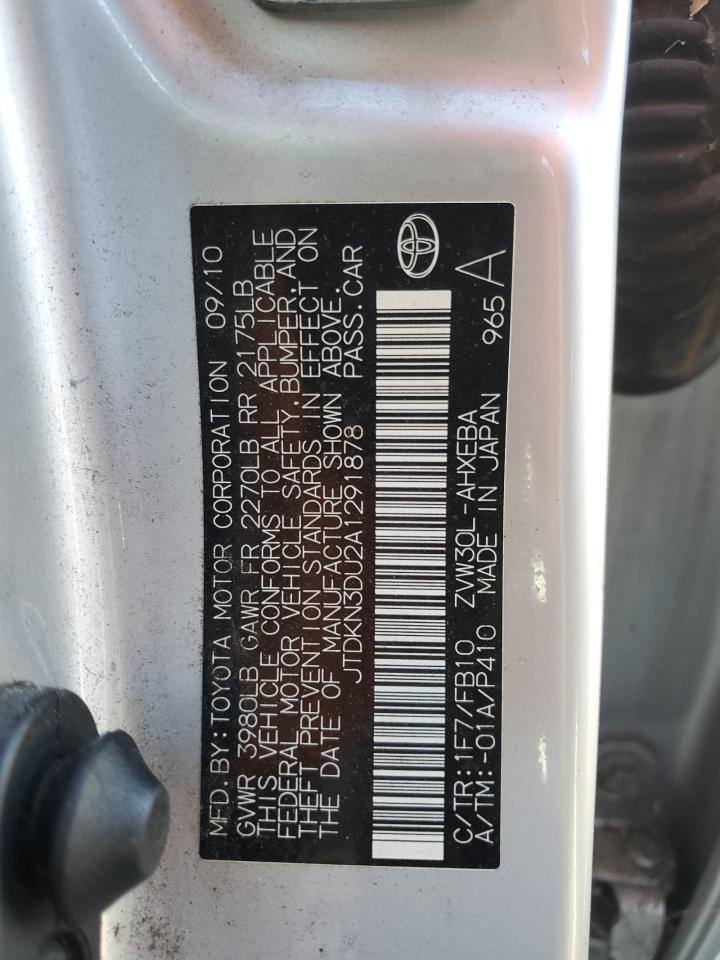 MFD.BY:TOYOTA MOTOR CORPORATION 09/10
GVWR 3980LB GAWR FR 2270LB RR 2175LB
THIS VEHICLE CONFORMS TO ALL APPLICABLE
FEDERAL MOTOR VEHICLE SAFETY,BUMPER,AND
THEFT PREVENTION STANDARDS IN EFFECT ON
THE DATE OF MANUFACTURE SHOWN ABOVE.
JTDKN3DU2A1291878 PASS.CAR
C/TR:1F7/FB10 ZVW30L-AHXEBA
A/TM:-01A/P410 MADE IN JAPAN 965 A